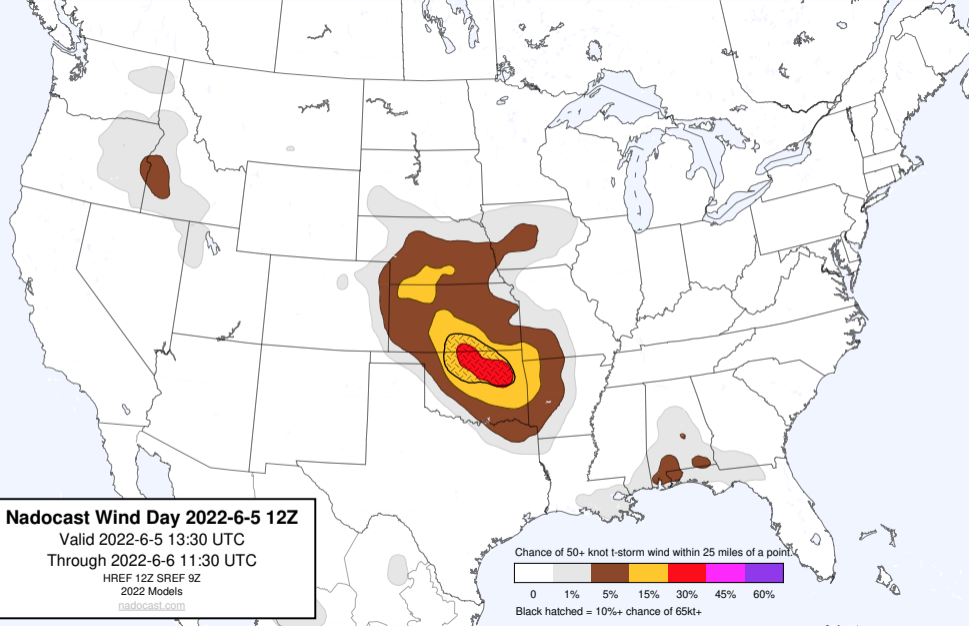 Nadocast Wind Day 2022-6-5 12Z
Valid 2022-6-5 13:30 UTC
Through 2022-6-6 11:30 UTC
HREF 12Z SREF 9Z
2022 Models
nadocast.com
Chance of 50+ knot t-storm wind within 25 miles of a point.
0 1% 5% 15% 30% 45% 60%
Black hatched = 10%+ chance of 65kt+